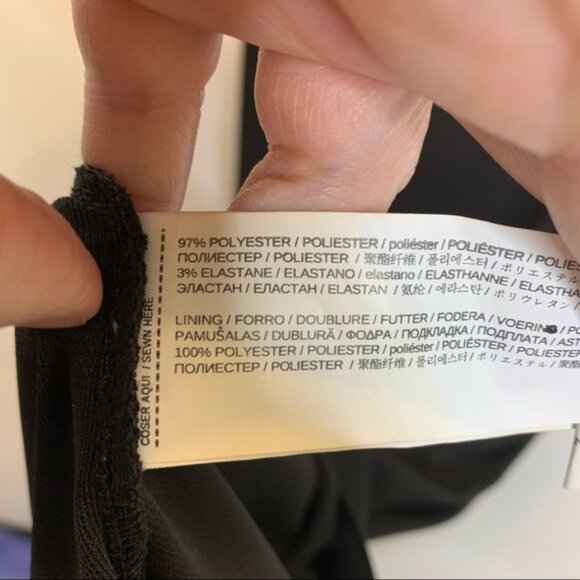 97% POLYESTER / POLIESTER / poliéster / POLIÉSTER / POLIES
ПОЛИЕСТЕР / POLIESTER / 聚酯纤维 / 폴리에스터 / ポリエステル
3% ELASTANE / ELASTANO / elastano / ELASTHANNE / ELASTHA
ЭЛАСТАН / ЕЛАСТАН / ELASTAN / 氨纶 / 에라스탄 / ポリウレタン
LINING / FORRO / DOUBLURE / FUTTER / FODERA / VOERING / PO
PAMUŠALAS / DUBLURĂ / ФОДРА / ПОДКЛАДКА / ПОДПЛАТА / AST
100% POLYESTER / POLIESTER / poliéster / POLIÉSTER / POLIESTER
ПОЛИЕСТЕР / POLIESTER / 聚酯纤维 / 폴리에스터 / ポリエステル /
COSER AQUI / SEWN HERE